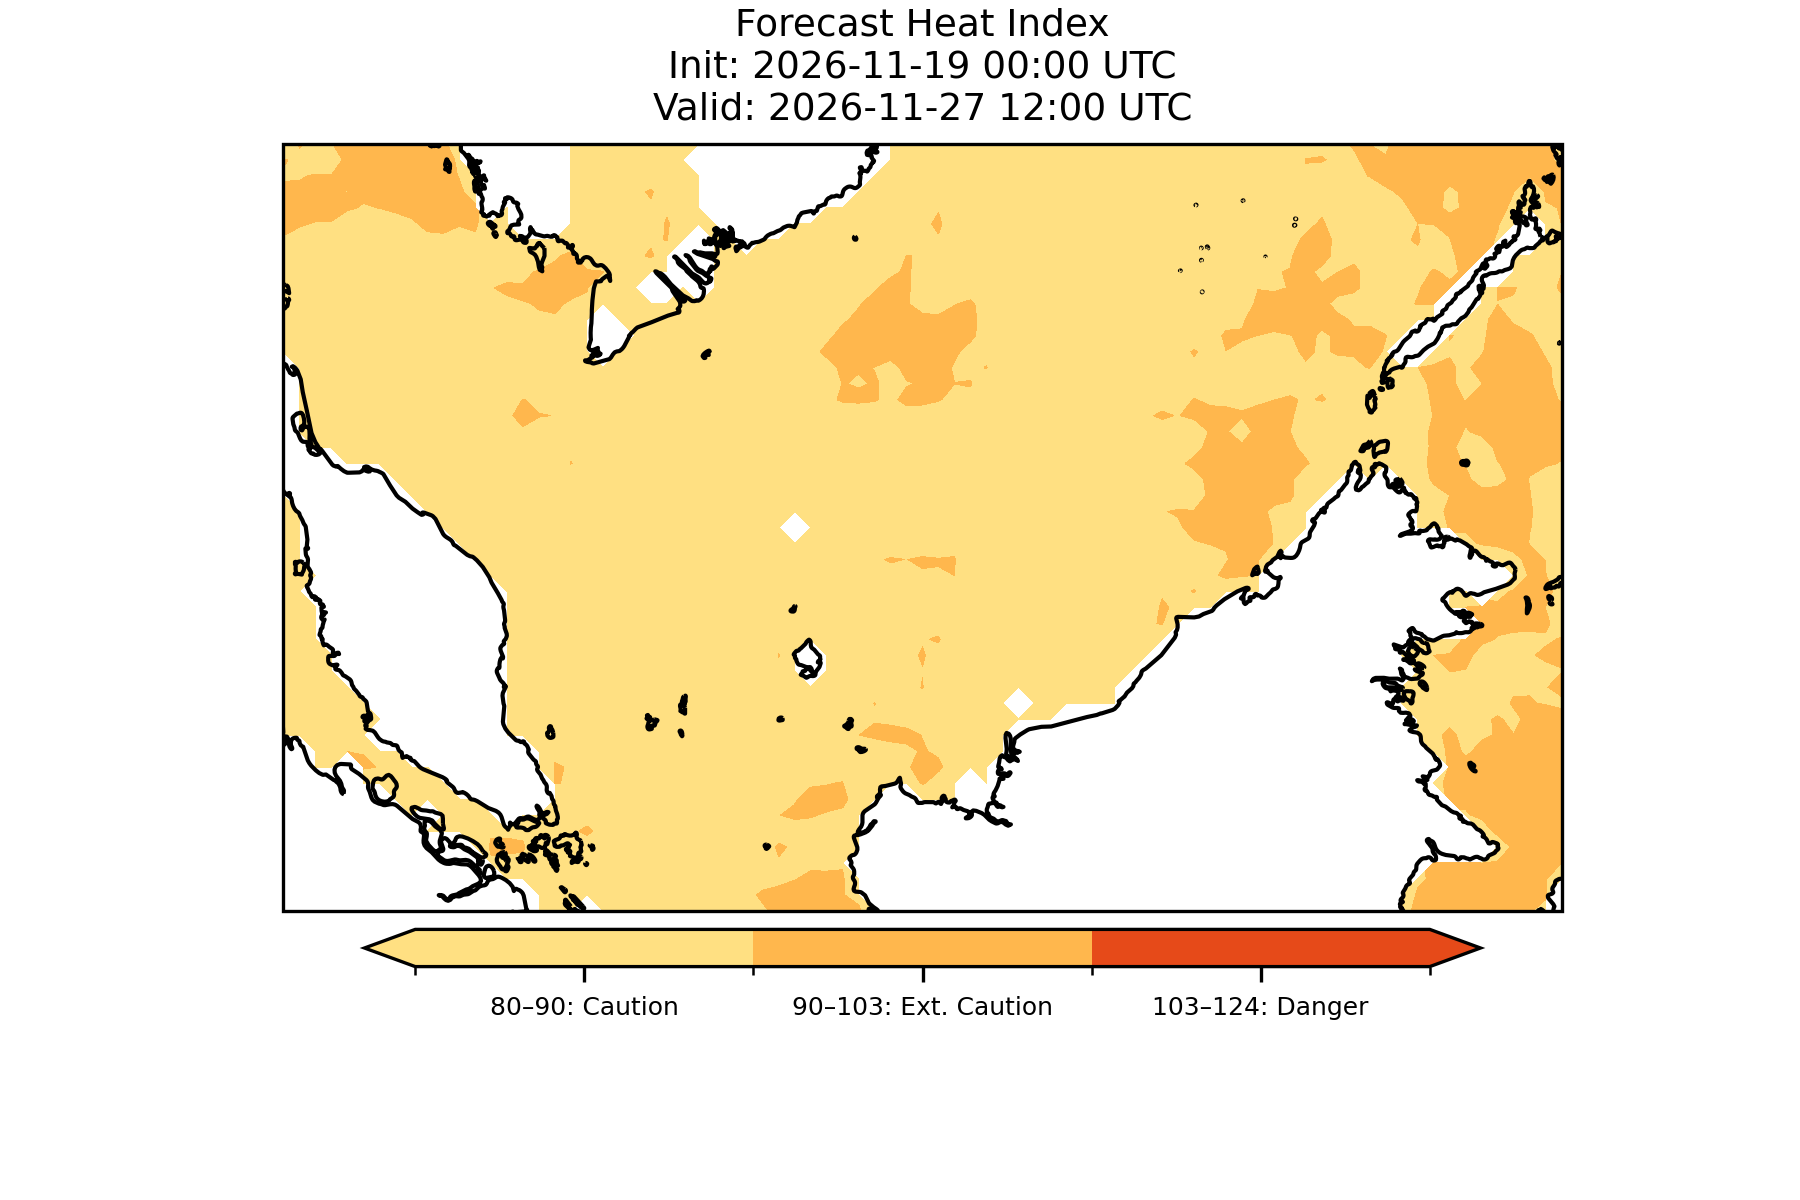 Forecast Heat Index
Init: 2026-11-19 00:00 UTC
Valid: 2026-11-27 12:00 UTC
80–90: Caution
90–103: Ext. Caution
103–124: Danger